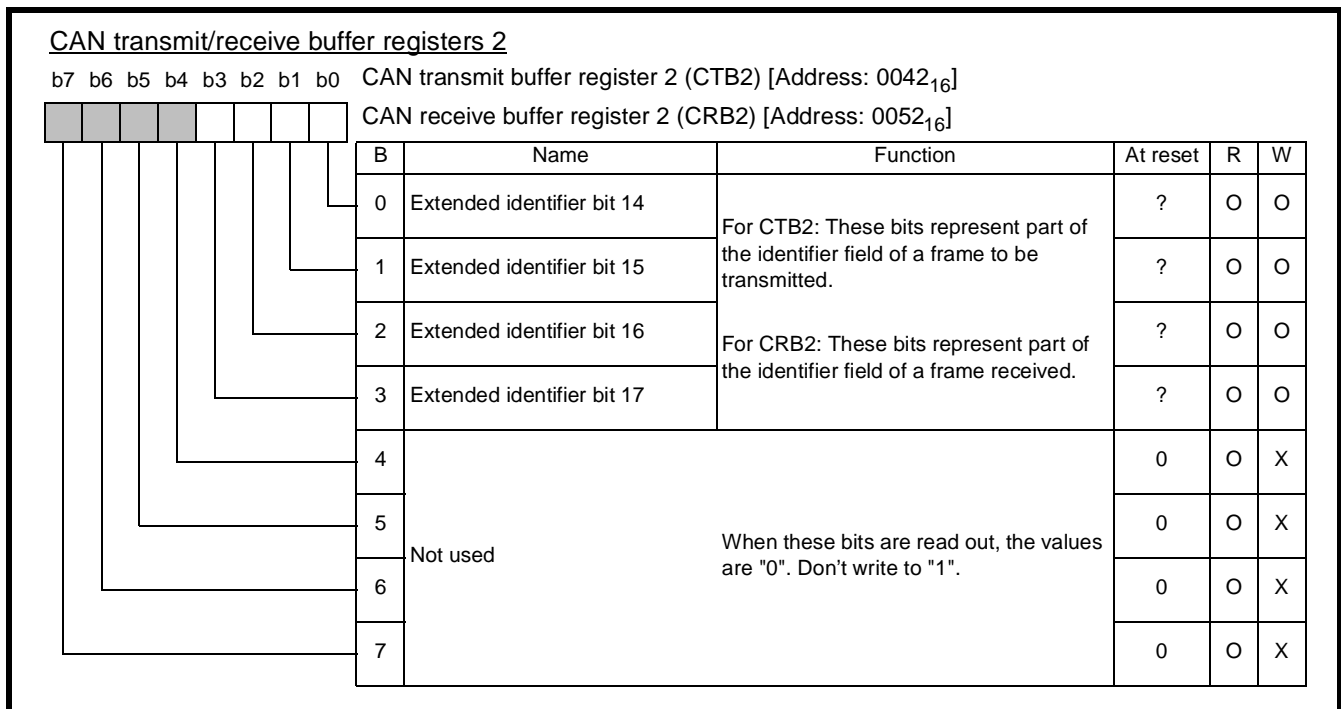 CAN transmit/receive buffer registers 2
b7 b6 b5 b4 b3 b2 b1 b0 CAN transmit buffer register 2 (CTB2) [Address: 0042₁₆]
CAN receive buffer register 2 (CRB2) [Address: 0052₁₆]
B Name Function At reset R W
0 Extended identifier bit 14 ? O O
For CTB2: These bits represent part of
the identifier field of a frame to be
transmitted.
1 Extended identifier bit 15 ? O O
2 Extended identifier bit 16 ? O O
For CRB2: These bits represent part of
the identifier field of a frame received.
3 Extended identifier bit 17 ? O O
4 0 O X
5 0 O X
Not used When these bits are read out, the values
are "0". Don't write to "1".
6 0 O X
7 0 O X